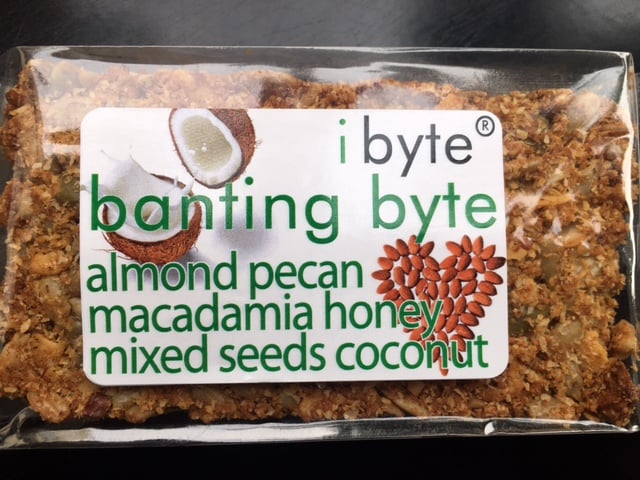 i byte®
banting byte
almond pecan
macadamia honey
mixed seeds coconut